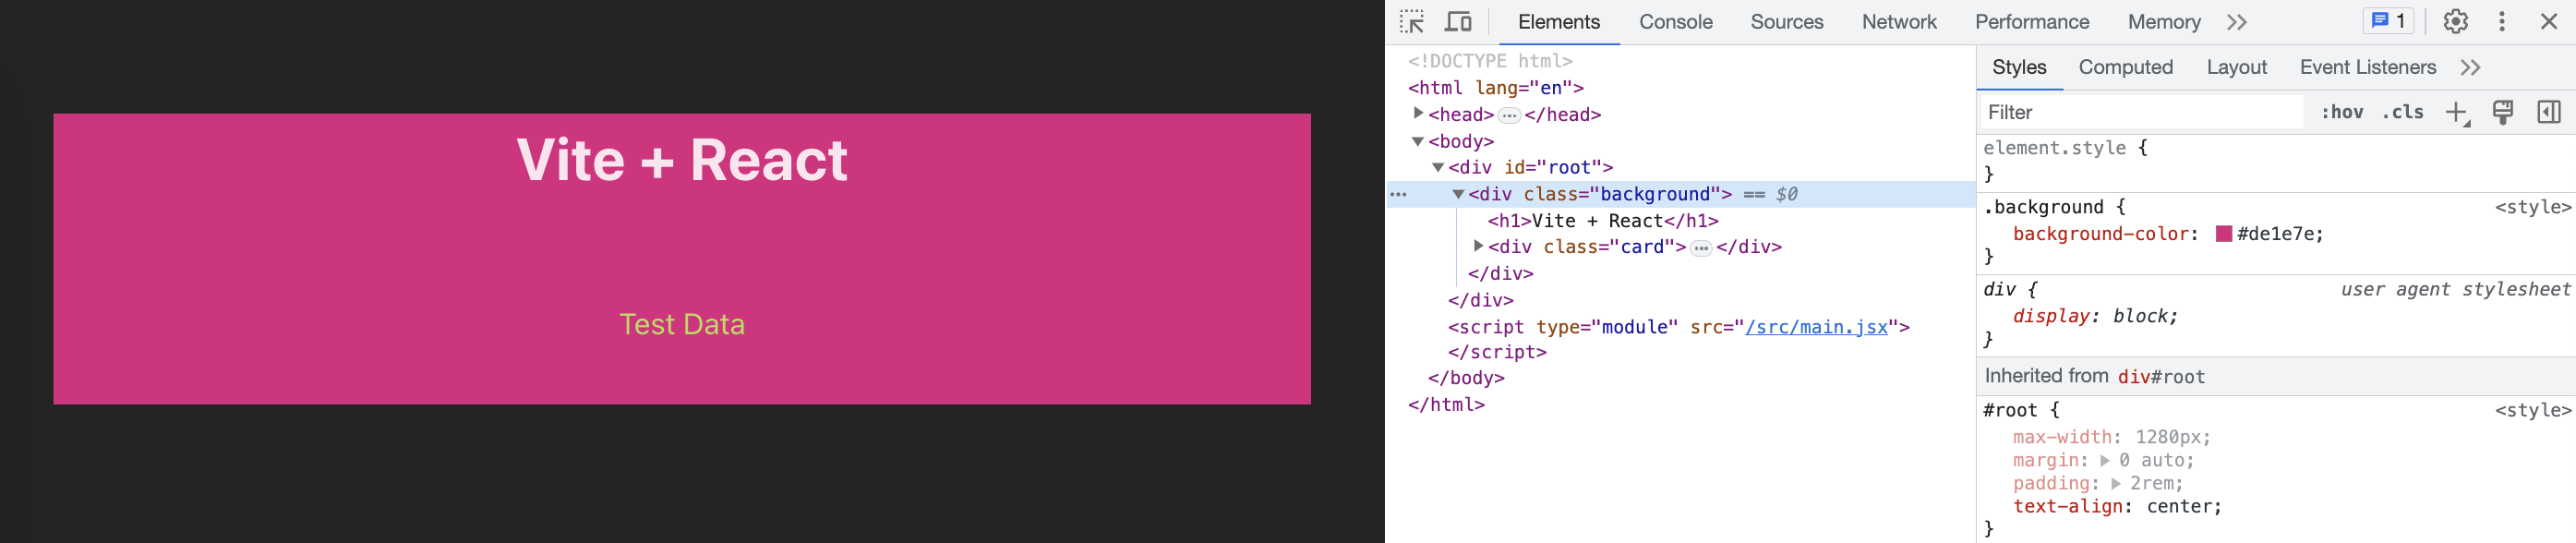 Vite + React
Test Data
Elements Console Sources Network Performance Memory 1
<!DOCTYPE html>
<html lang="en">
<head> … </head>
<body>
<div id="root">
<div class="background"> == $0
<h1>Vite + React</h1>
<div class="card"> … </div>
</div>
</div>
<script type="module" src="/src/main.jsx">
</script>
</body>
</html>
Styles Computed Layout Event Listeners
Filter :hov .cls
element.style {
}
.background { <style>
background-color: #de1e7e;
}
div { user agent stylesheet
display: block;
}
Inherited from div#root
#root { <style>
max-width: 1280px;
margin: 0 auto;
padding: 2rem;
text-align: center;
}